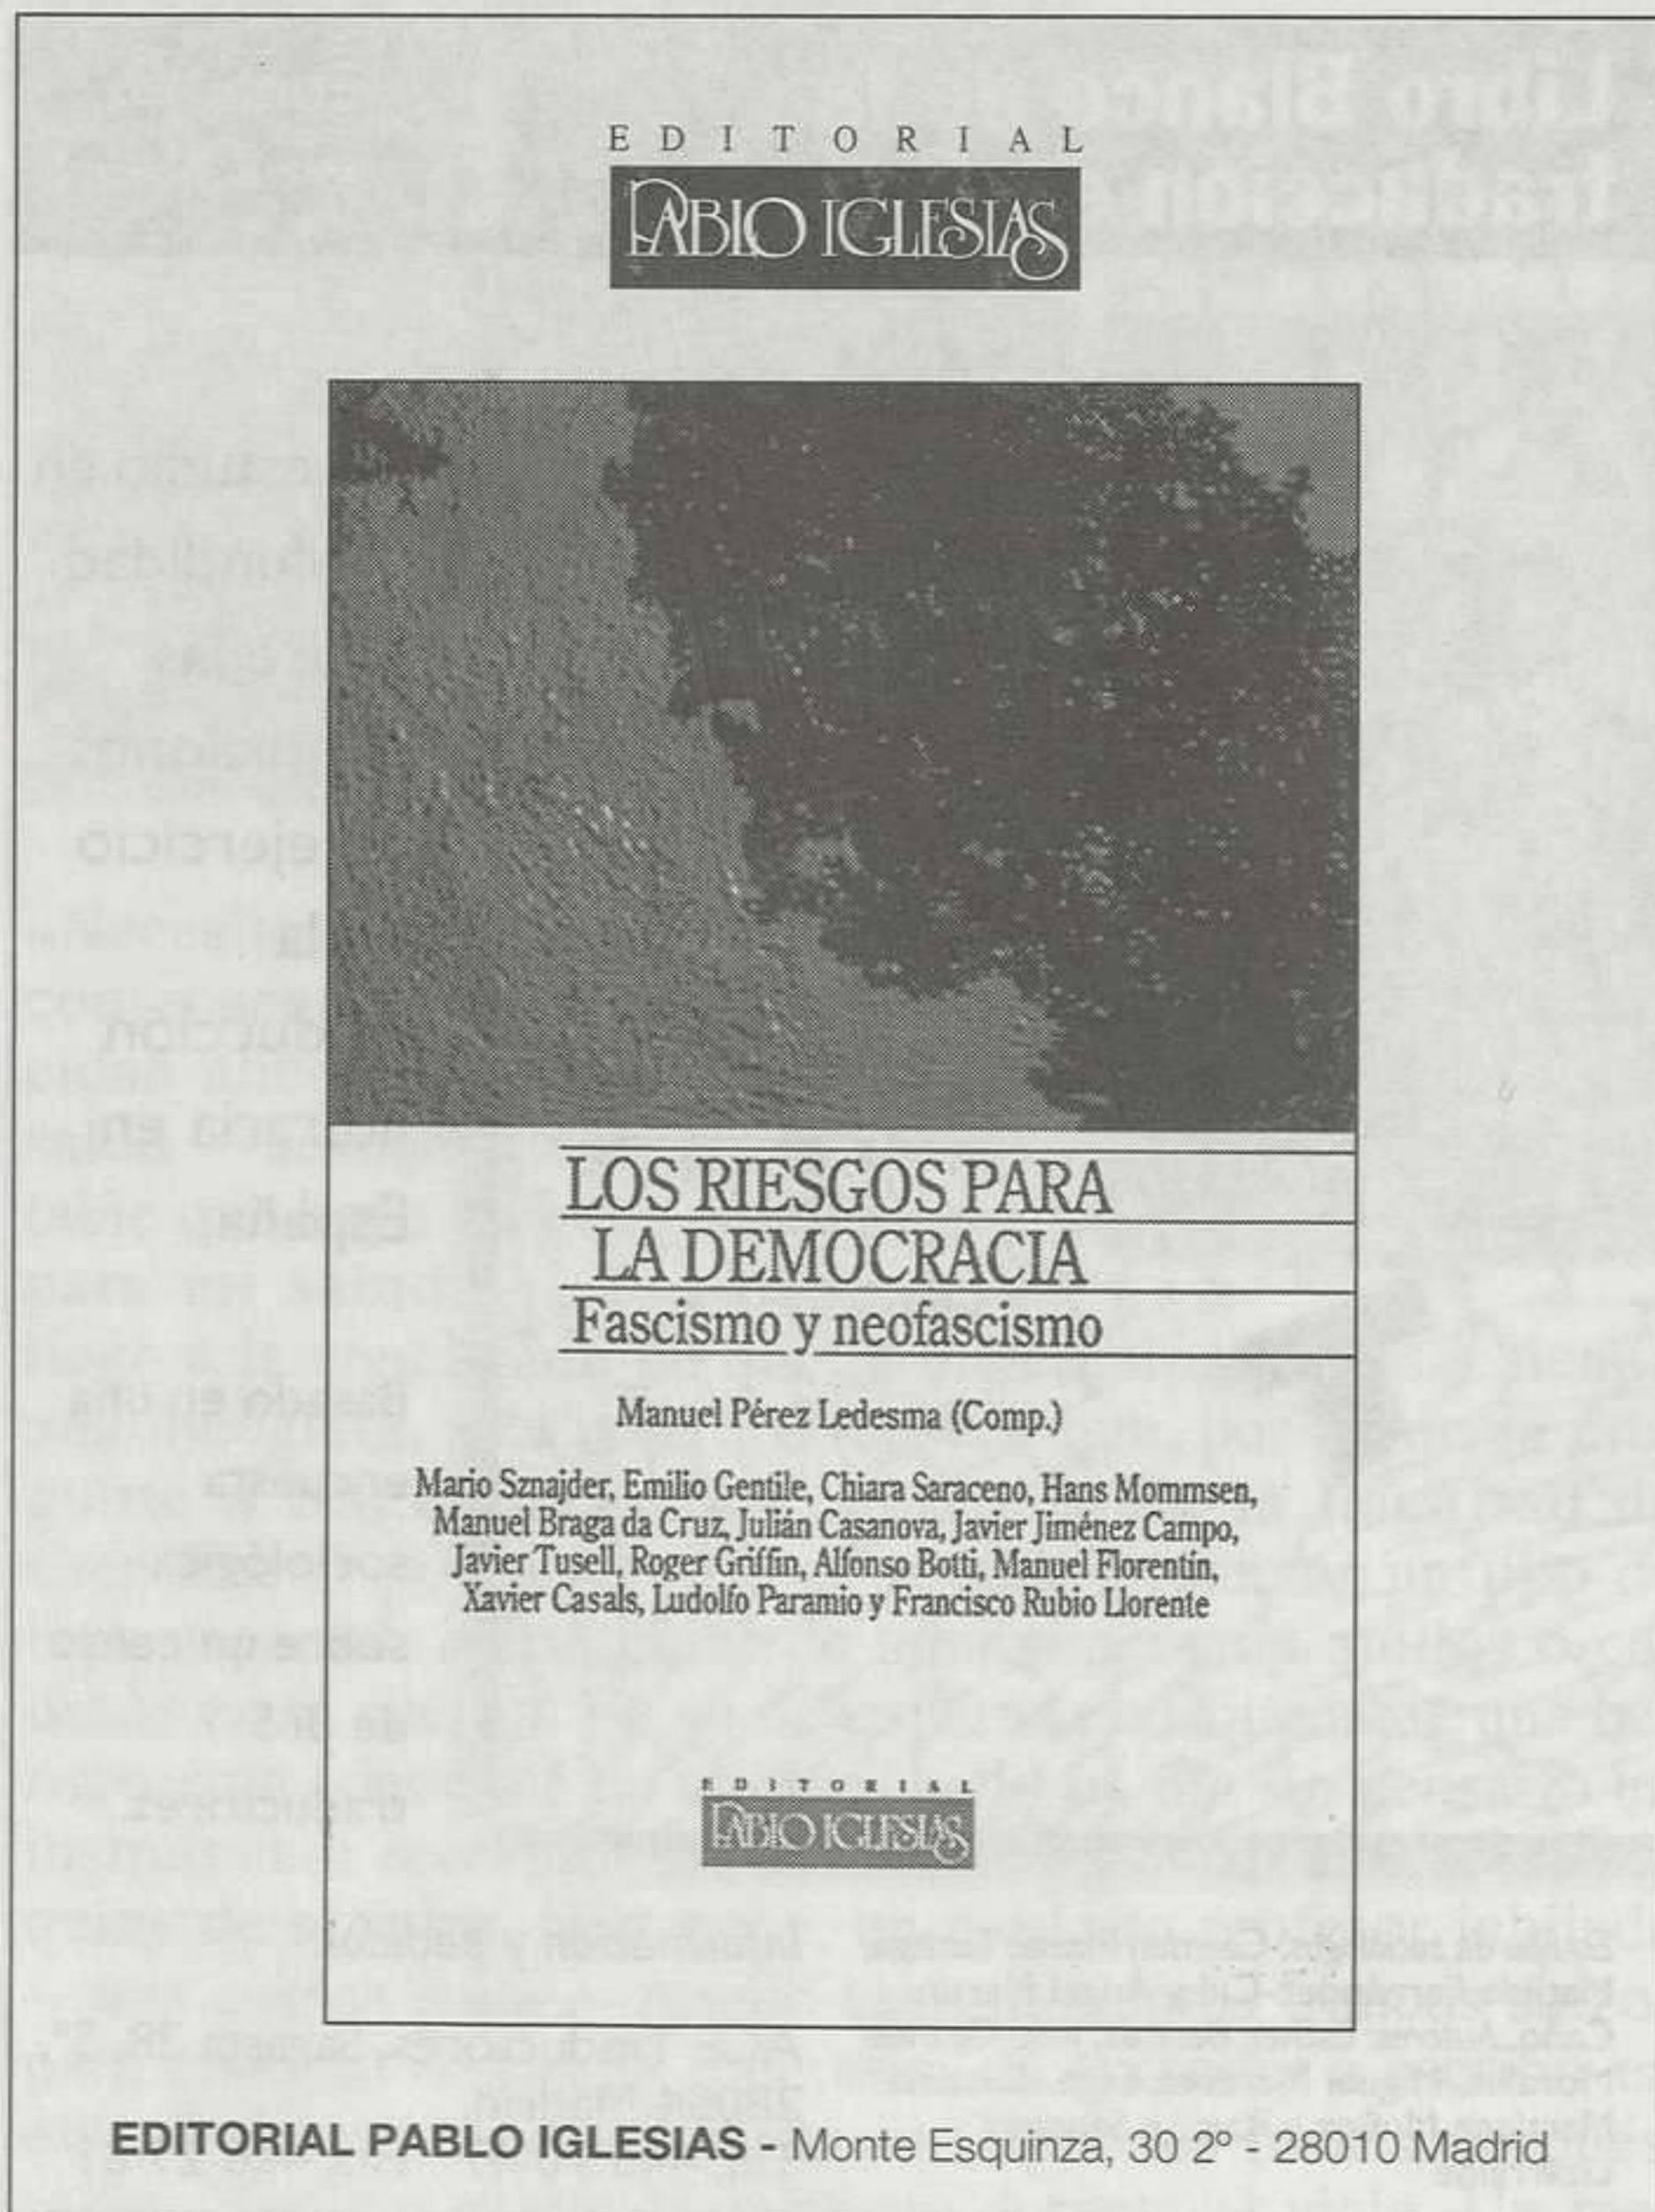 EDITORIAL
PABLO IGLESIAS
LOS RIESGOS PARA
LA DEMOCRACIA
Fascismo y neofascismo
Manuel Pérez Ledesma (Comp.)
Mario Sznajder, Emilio Gentile, Chiara Saraceno, Hans Mommsen,
Manuel Braga da Cruz, Julián Casanova, Javier Jiménez Campo,
Javier Tusell, Roger Griffin, Alfonso Botti, Manuel Florentín,
Xavier Casals, Ludolfo Paramio y Francisco Rubio Llorente
EDITORIAL
PABLO IGLESIAS
EDITORIAL PABLO IGLESIAS - Monte Esquinza, 30 2º - 28010 Madrid